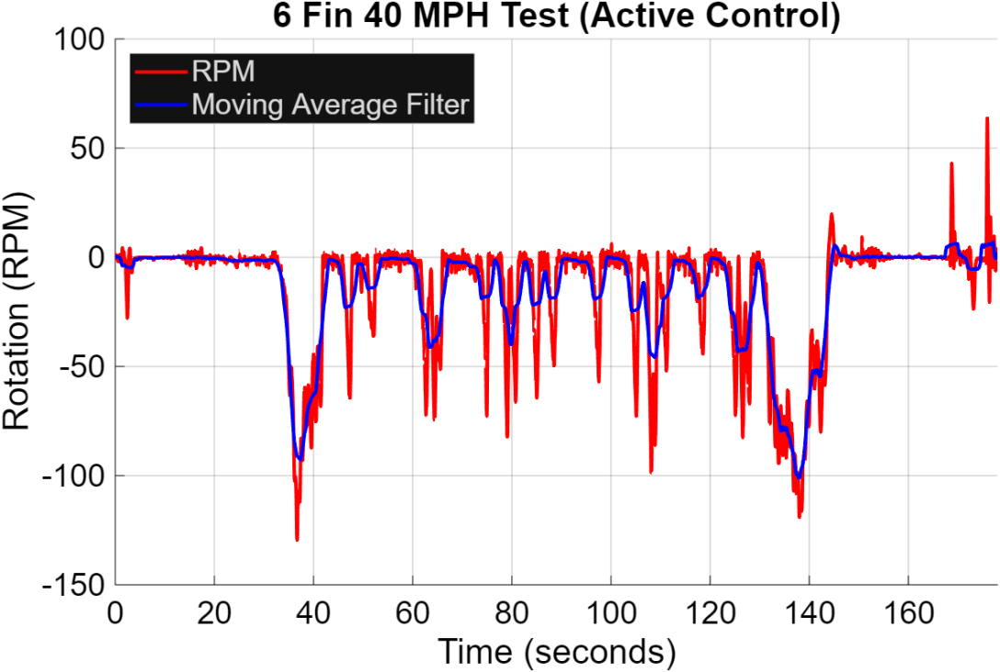 6 Fin 40 MPH Test (Active Control)
100
50
0
-50
-100
-150
Rotation (RPM)
RPM
Moving Average Filter
0 20 40 60 80 100 120 140 160
Time (seconds)